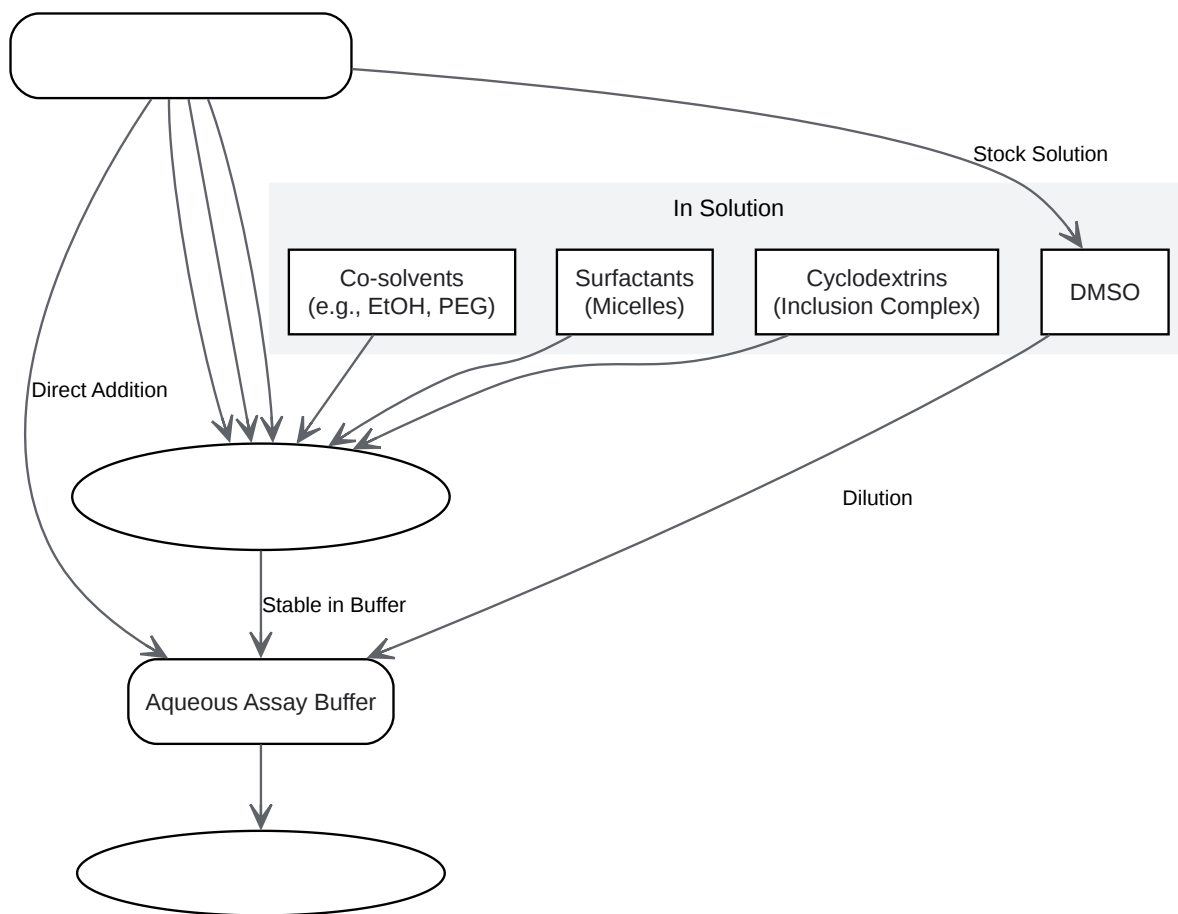 Stock Solution
In Solution
Co-solvents
(e.g., EtOH, PEG)
Surfactants
(Micelles)
Cyclodextrins
(Inclusion Complex)
DMSO
Direct Addition
Dilution
Stable in Buffer
Aqueous Assay Buffer